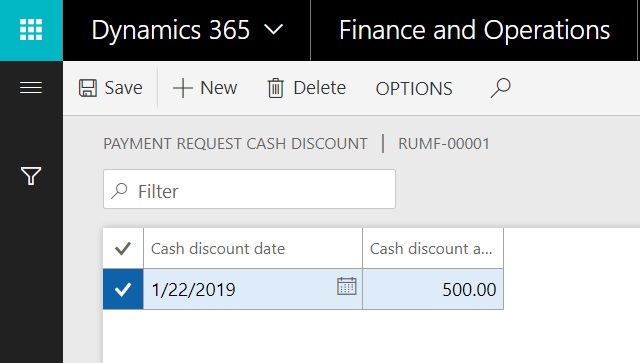 Dynamics 365 Finance and Operations
Save New Delete OPTIONS
PAYMENT REQUEST CASH DISCOUNT | RUMF-00001
Filter
Cash discount date Cash discount a...
1/22/2019 500.00